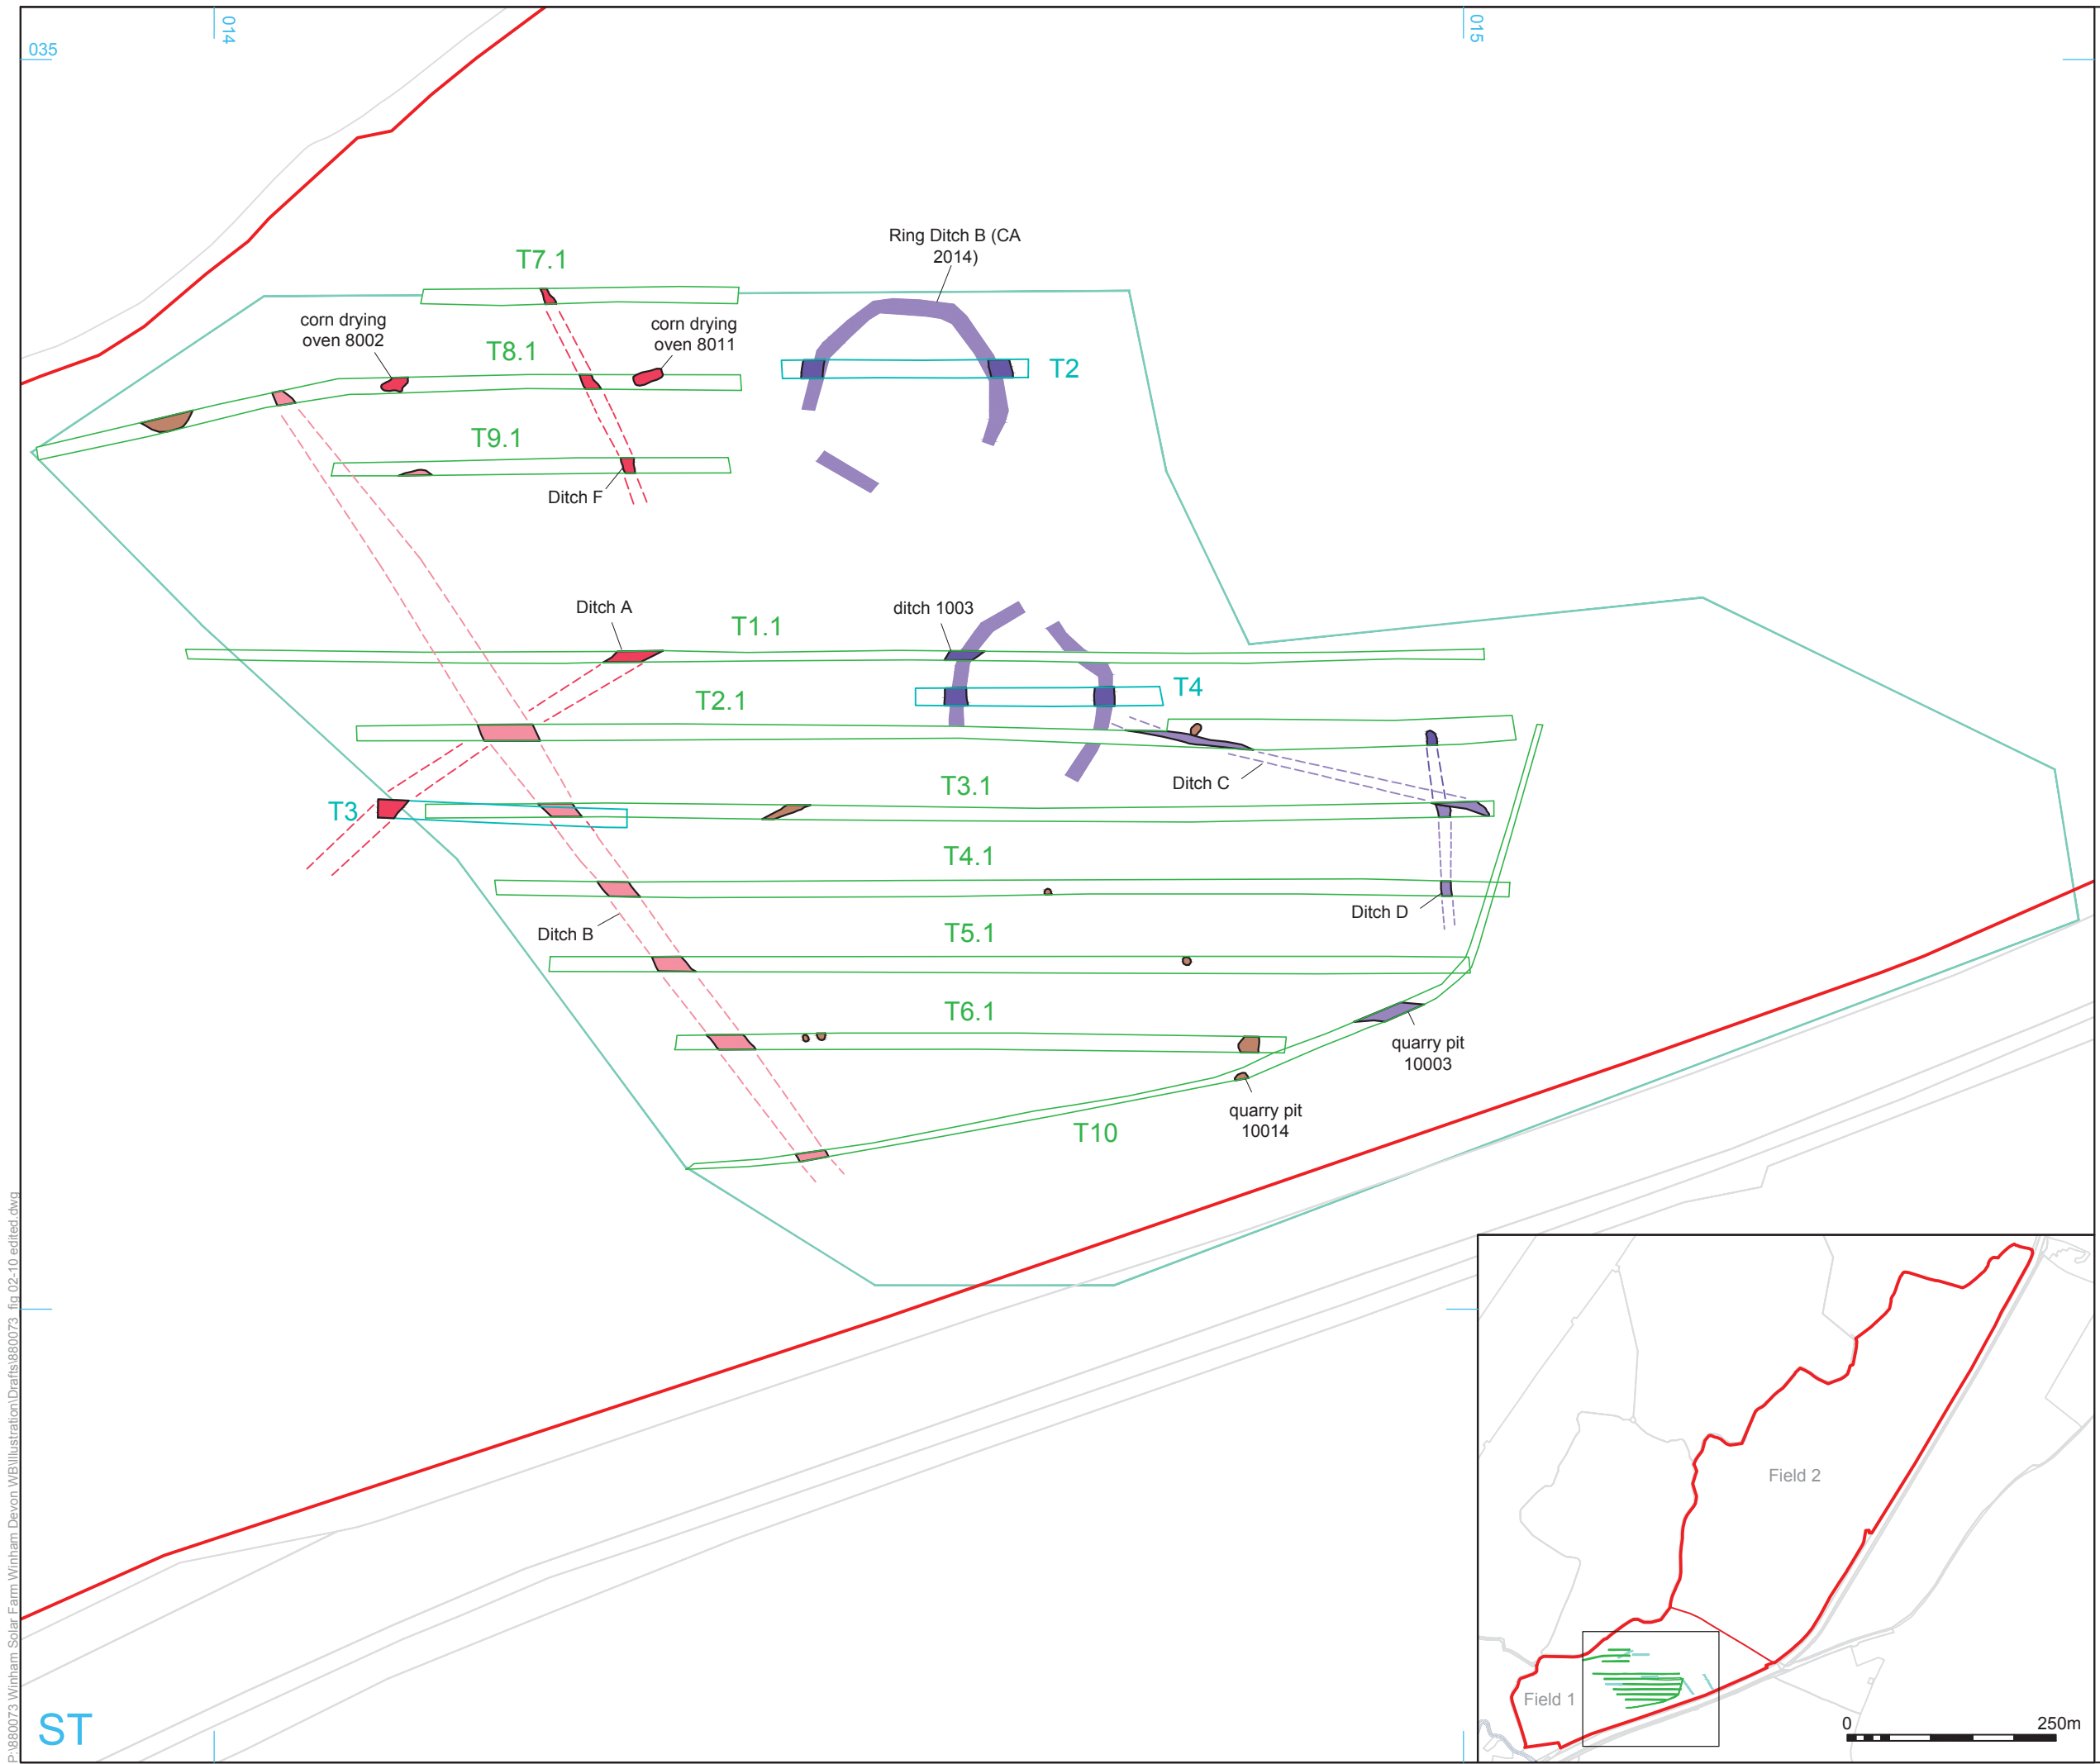 014
015
035
Ring Ditch B (CA
2014)
T7.1
corn drying
oven 8002
corn drying
oven 8011
T8.1
T2
T9.1
Ditch F
Ditch A
ditch 1003
T1.1
T2.1
T4
Ditch C
T3.1
T3
T4.1
Ditch D
Ditch B
T5.1
T6.1
quarry pit
10003
quarry pit
10014
T10
P:\880073 Winham Solar Farm Winham Devon WB\Illustration\Drafts\880073_fig 02-10 edited.dwg
Field 2
Field 1
0
250m
ST